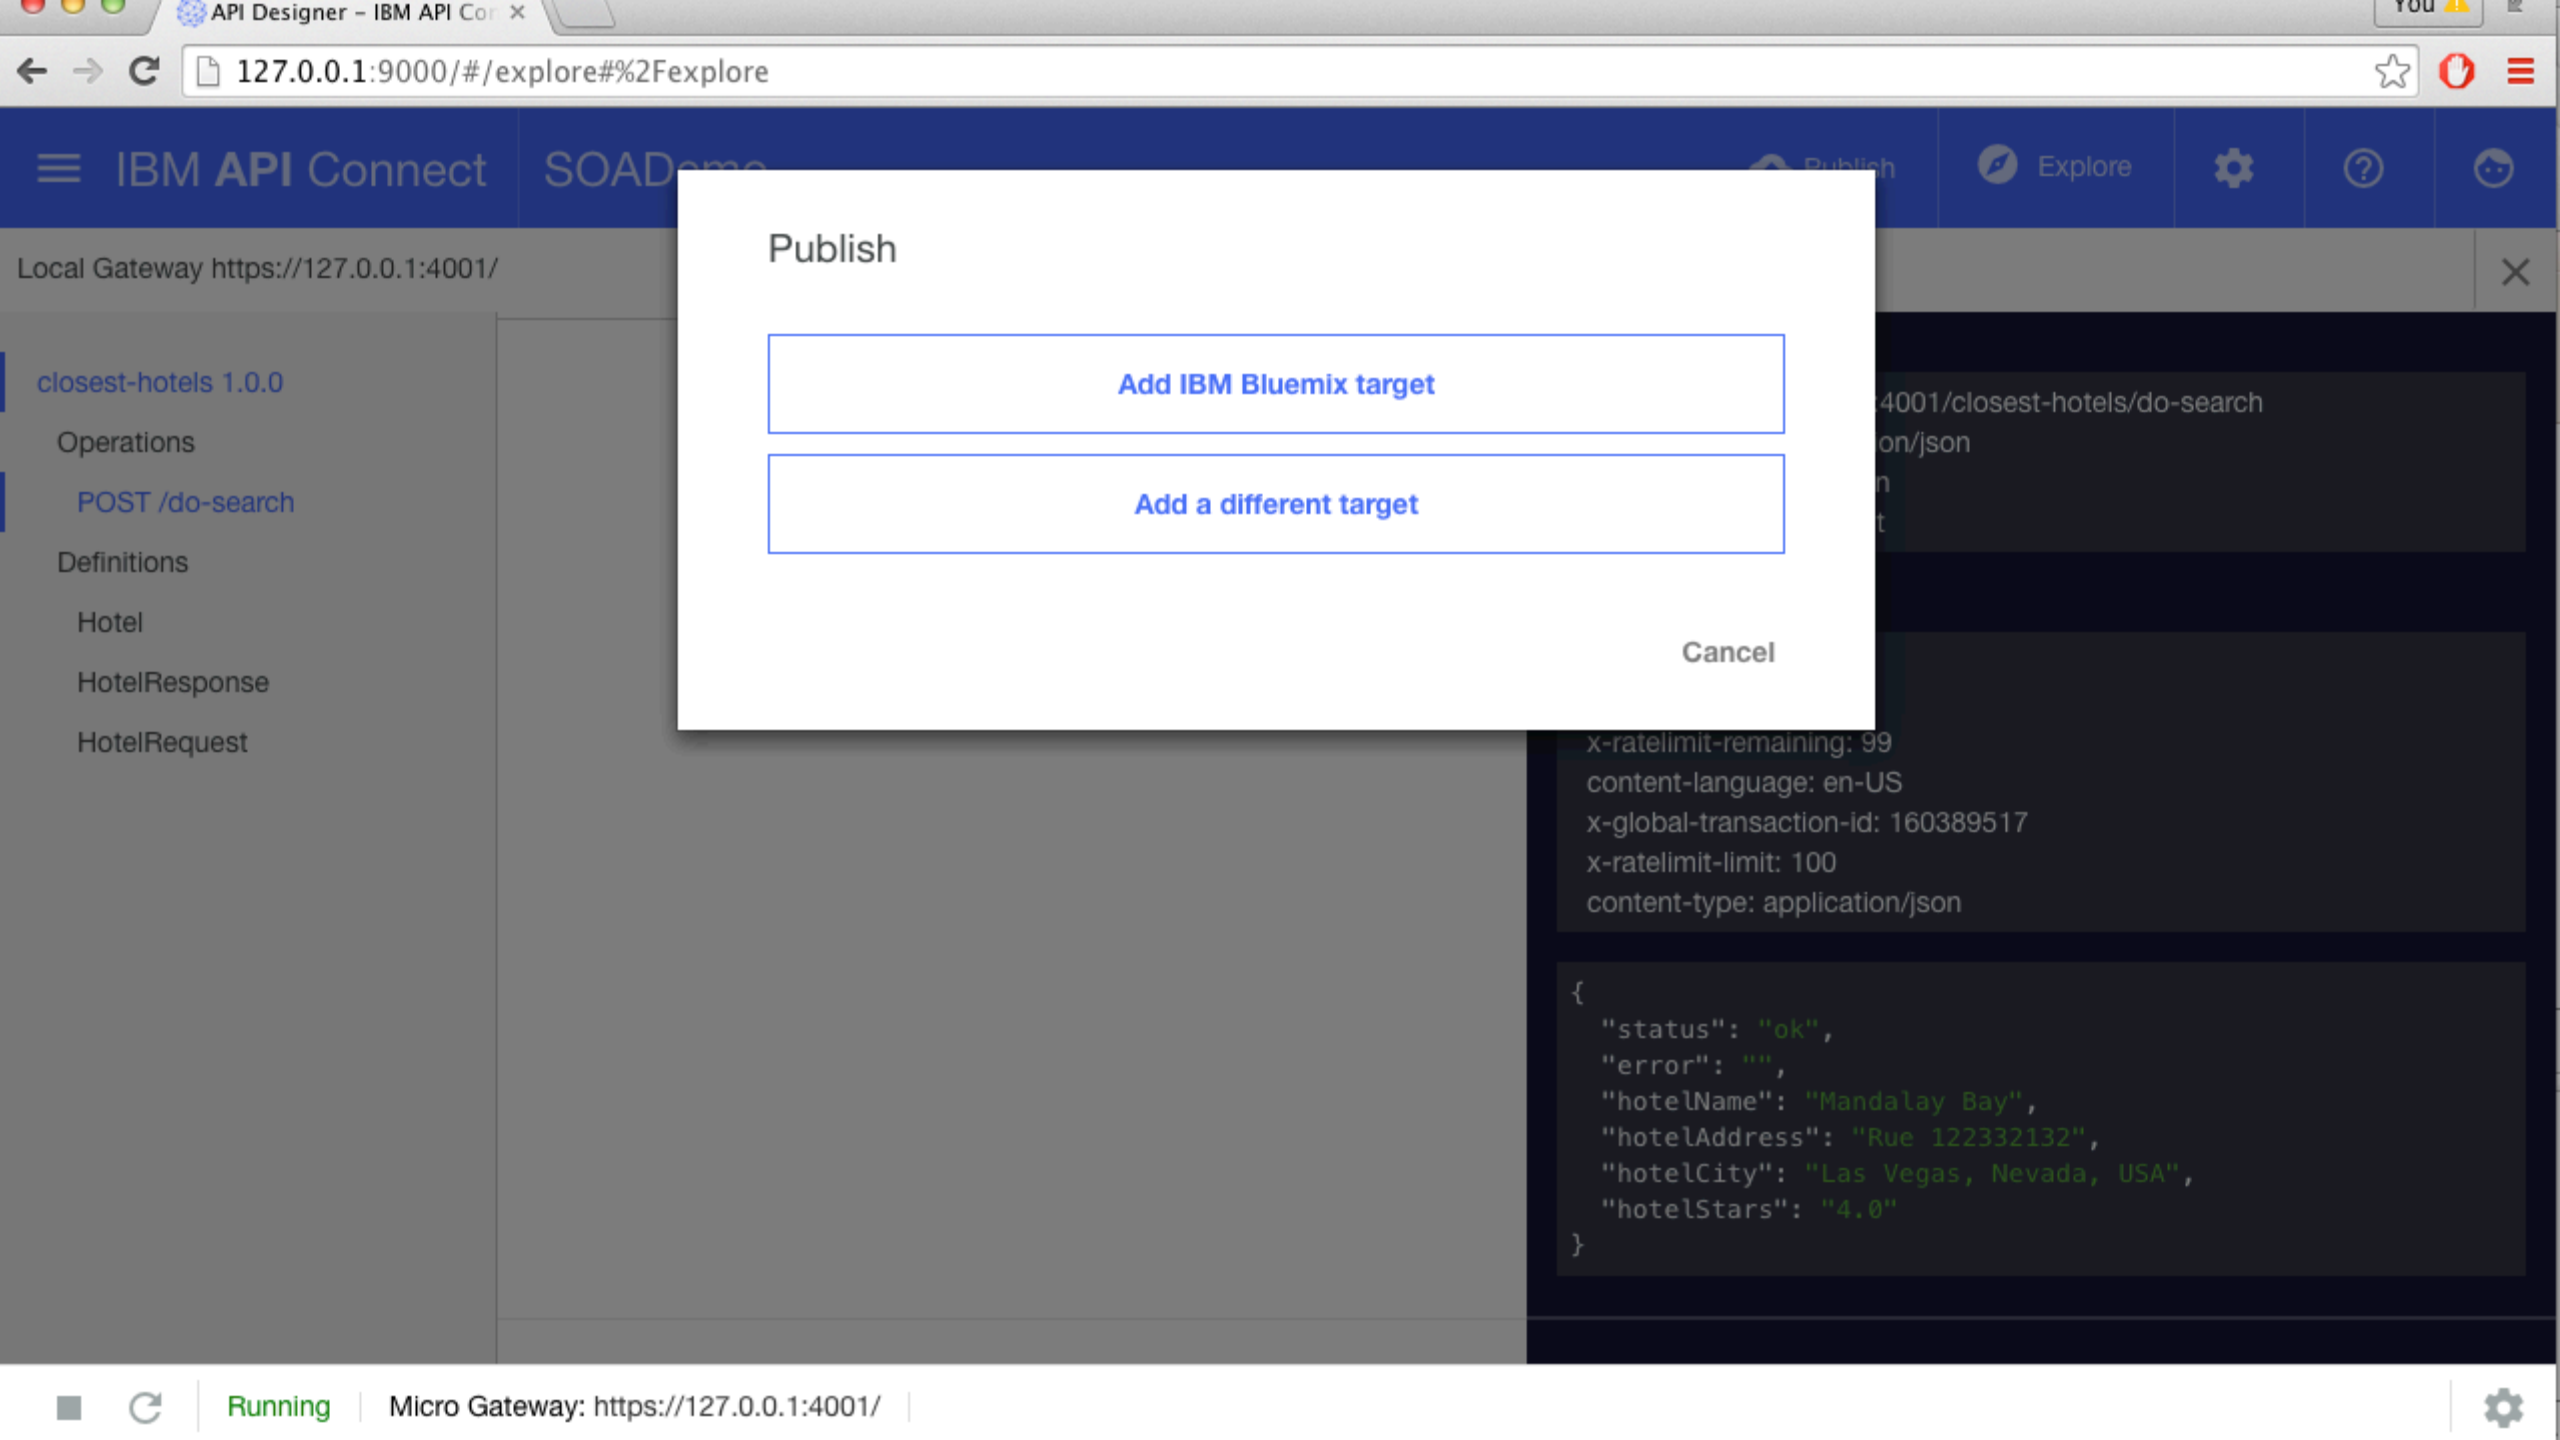 API Designer – IBM API Co
You
127.0.0.1:9000/#/explore#%2Fexplore
IBM API Connect
SOADemo
Publish
Explore
Local Gateway https://127.0.0.1:4001/
Publish
Add IBM Bluemix target
Add a different target
Cancel
closest-hotels 1.0.0
Operations
POST /do-search
Definitions
Hotel
HotelResponse
HotelRequest
:4001/closest-hotels/do-search
on/json
n
t
x-ratelimit-remaining: 99
content-language: en-US
x-global-transaction-id: 160389517
x-ratelimit-limit: 100
content-type: application/json
{
"status": "ok",
"error": "",
"hotelName": "Mandalay Bay",
"hotelAddress": "Rue 122332132",
"hotelCity": "Las Vegas, Nevada, USA",
"hotelStars": "4.0"
}
Running
Micro Gateway: https://127.0.0.1:4001/